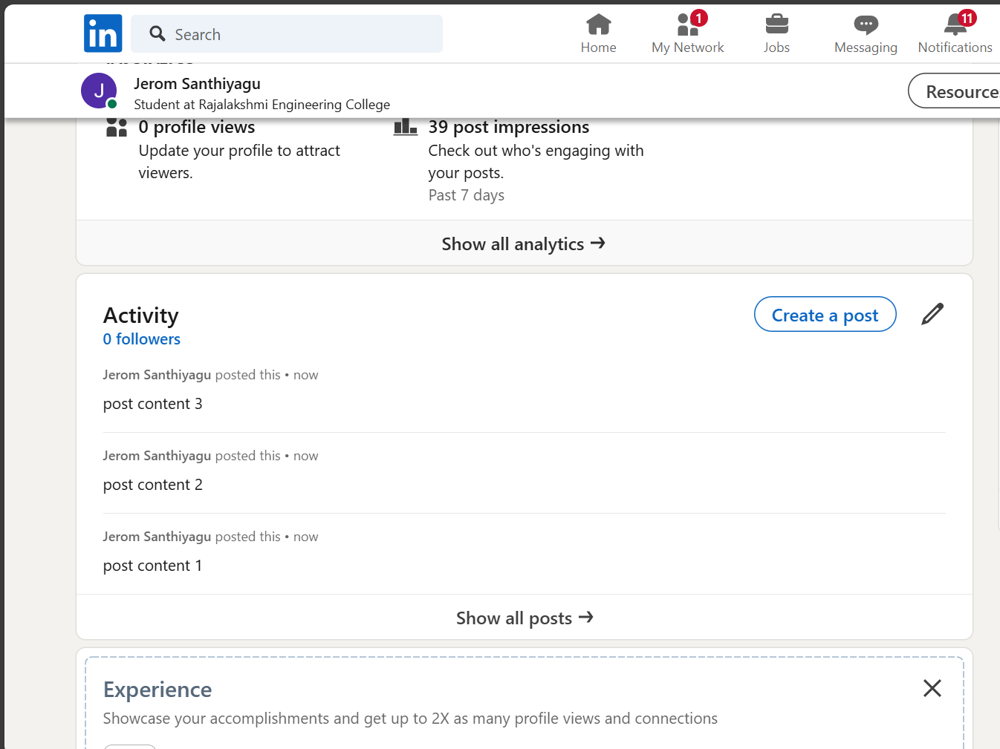 in
Search
Home
My Network
1
Jobs
Messaging
Notifications
11
J
Jerom Santhiyagu
Student at Rajalakshmi Engineering College
Resource
0 profile views
Update your profile to attract
viewers.
39 post impressions
Check out who's engaging with
your posts.
Past 7 days
Show all analytics →
Activity
0 followers
Create a post
Jerom Santhiyagu posted this • now
post content 3
Jerom Santhiyagu posted this • now
post content 2
Jerom Santhiyagu posted this • now
post content 1
Show all posts →
Experience
Showcase your accomplishments and get up to 2X as many profile views and connections